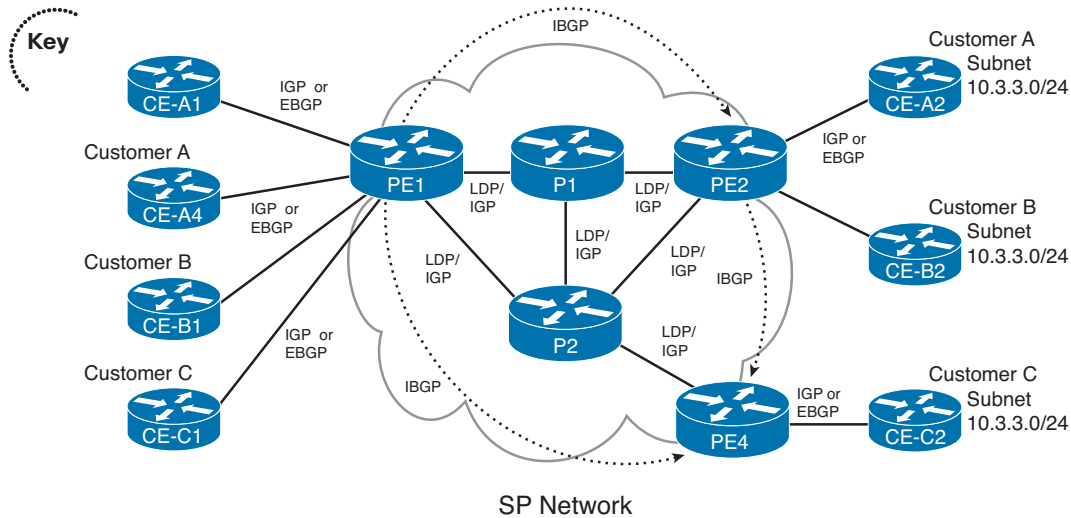 Key
IBGP
CE-A1
IGP or
EBGP
Customer A
Subnet
10.3.3.0/24
CE-A2
IGP or
EBGP
Customer A
CE-A4
IGP or
EBGP
PE1
LDP/
IGP
P1
LDP/
IGP
PE2
Customer B
Subnet
10.3.3.0/24
CE-B2
Customer B
CE-B1
LDP/
IGP
LDP/
IGP
LDP/
IGP
IBGP
IGP or
EBGP
P2
LDP/
IGP
Customer C
CE-C1
IBGP
PE4
IGP or
EBGP
Customer C
Subnet
10.3.3.0/24
CE-C2
SP Network